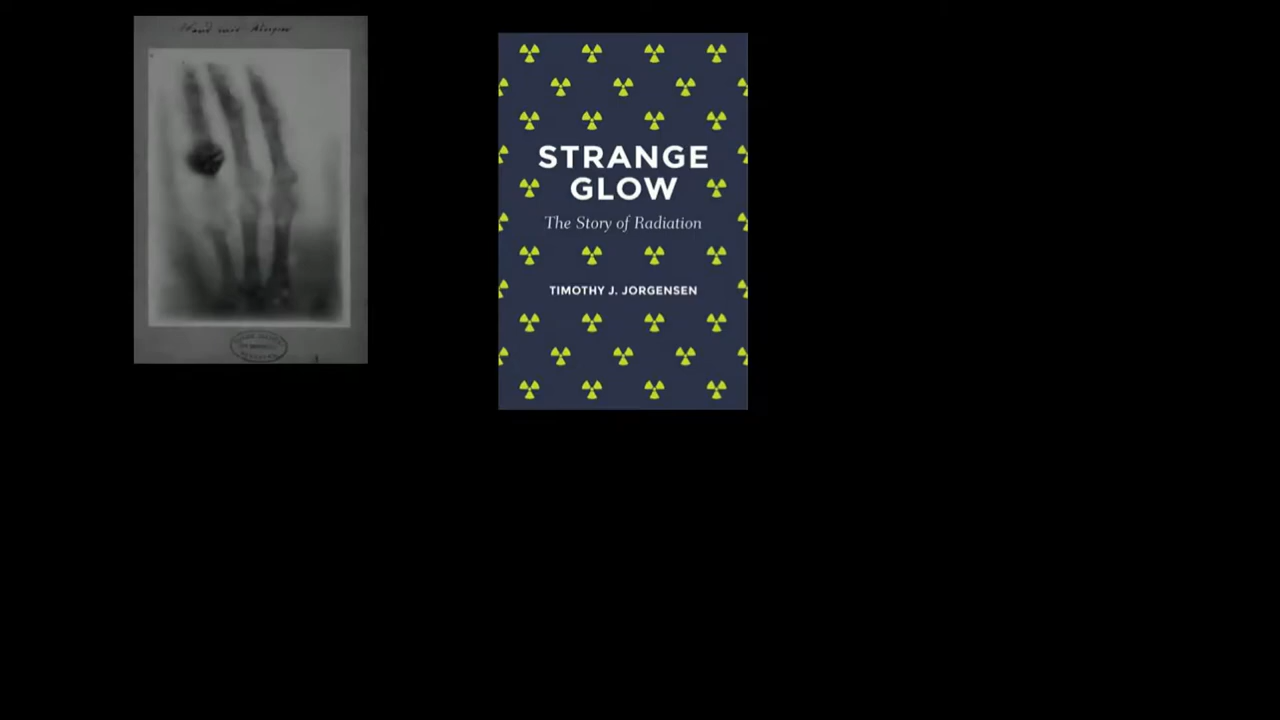 STRANGE
GLOW
The Story of Radiation
TIMOTHY J. JORGENSEN